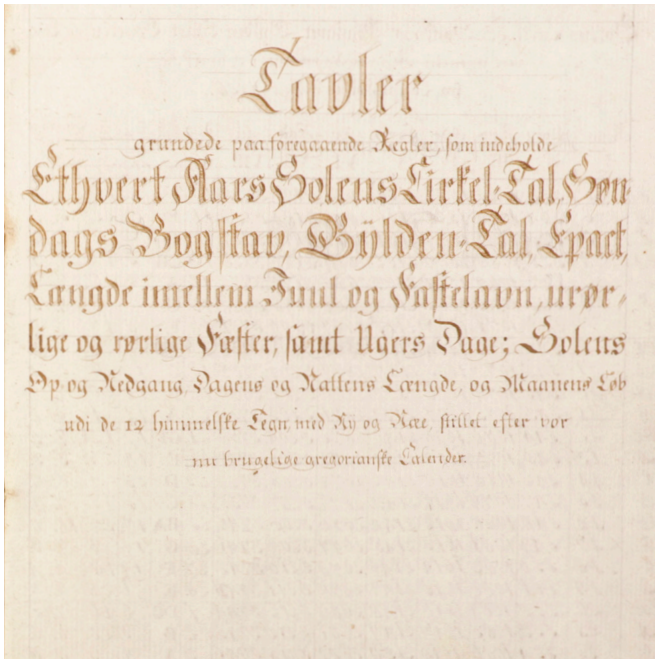 Tavler
grundede paa foregaaende Regler, som indeholde
Ethvert Aars Solens Cirkel-Tal, Søn-
dags Bogstav, Gÿlden-Tal, Epact,
Længde imellem Juul og Fastelavn, urør-
lige og rørlige Fæster, samt Ugers Dage; Solens
Op og Nedgang, Dagens og Nattens Længde, og Maanens Løb
udi de 12 himmelske Tegn, med Ny og Næe, stillet efter vor
nu brugelige gregorianske Calender.